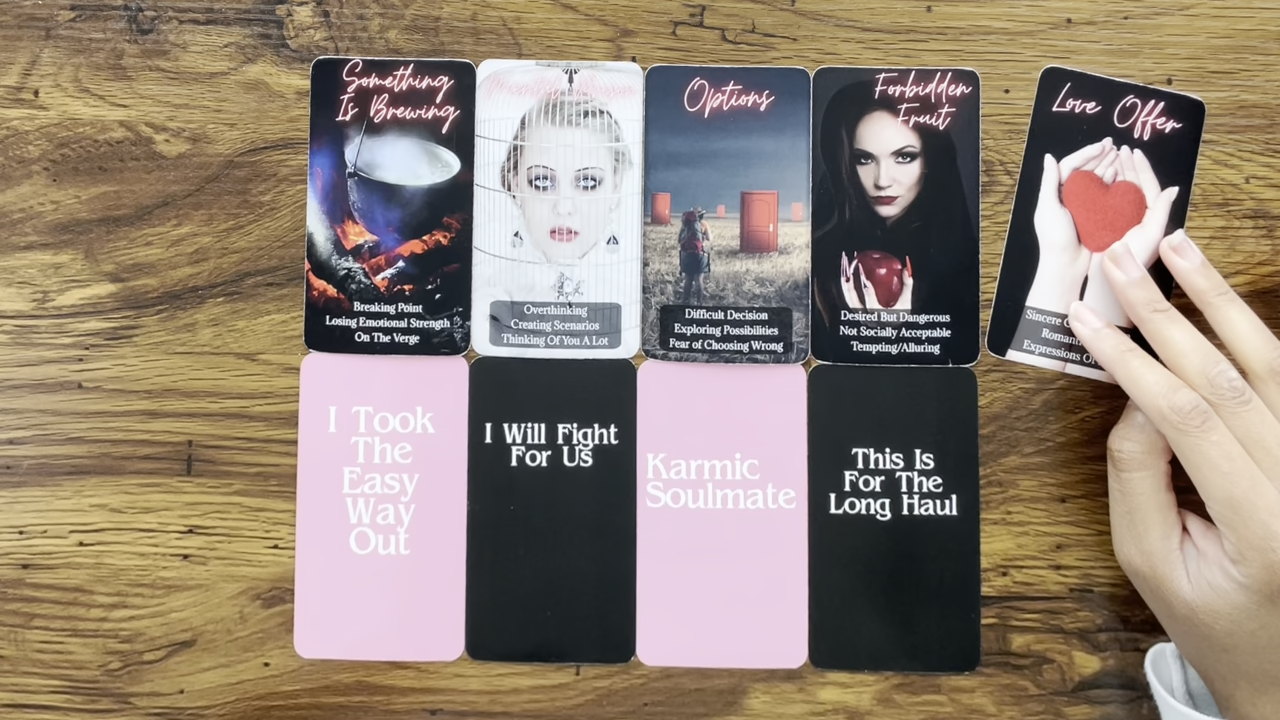 Something
Is Brewing
Breaking Point
Losing Emotional Strength
On The Verge
Overthinking
Creating Scenarios
Thinking Of You A Lot
Options
Difficult Decision
Exploring Possibilities
Fear of Choosing Wrong
Forbidden
Fruit
Desired But Dangerous
Not Socially Acceptable
Tempting/Alluring
Love Offer
Sincere
Expressions Of
I Took
The
Easy
Way
Out
I Will Fight
For Us
Karmic
Soulmate
This Is
For The
Long Haul